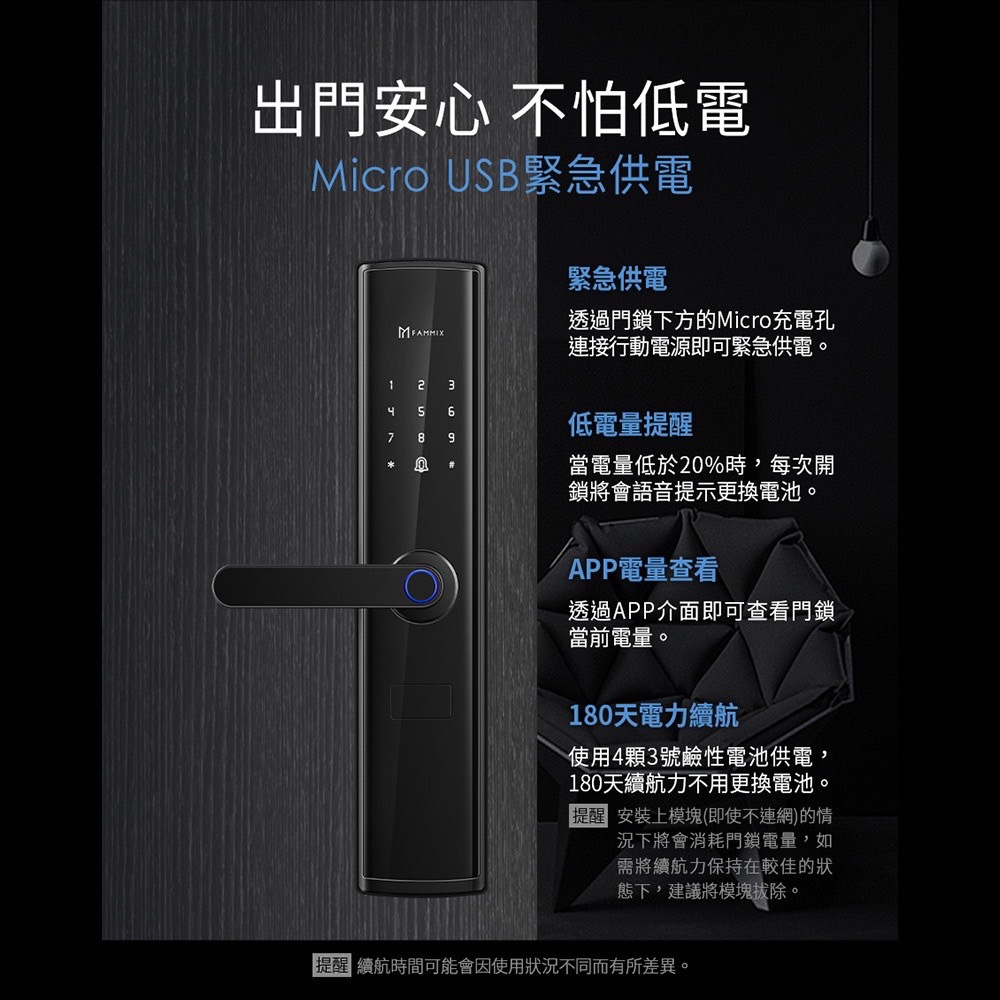 出門安心 不怕低電
Micro USB緊急供電
FAMMIX
1 2 3
4 5 6
7 8 9
* #
緊急供電
透過門鎖下方的Micro充電孔
連接行動電源即可緊急供電。
低電量提醒
當電量低於20%時，每次開
鎖將會語音提示更換電池。
APP電量查看
透過APP介面即可查看門鎖
當前電量。
180天電力續航
使用4顆3號鹼性電池供電，
180天續航力不用更換電池。
提醒 安裝上模塊(即使不連網)的情
況下將會消耗門鎖電量，如
需將續航力保持在較佳的狀
態下，建議將模塊拔除。
提醒 續航時間可能會因使用狀況不同而有所差異。